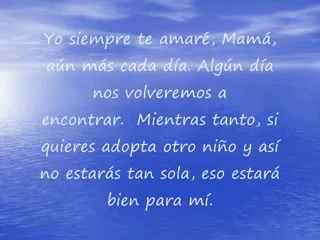 Yo siempre te amaré, Mamá,
aún más cada día. Algún día
nos volveremos a
encontrar.  Mientras tanto, si
quieres adopta otro niño y así
no estarás tan sola, eso estará
bien para mí.